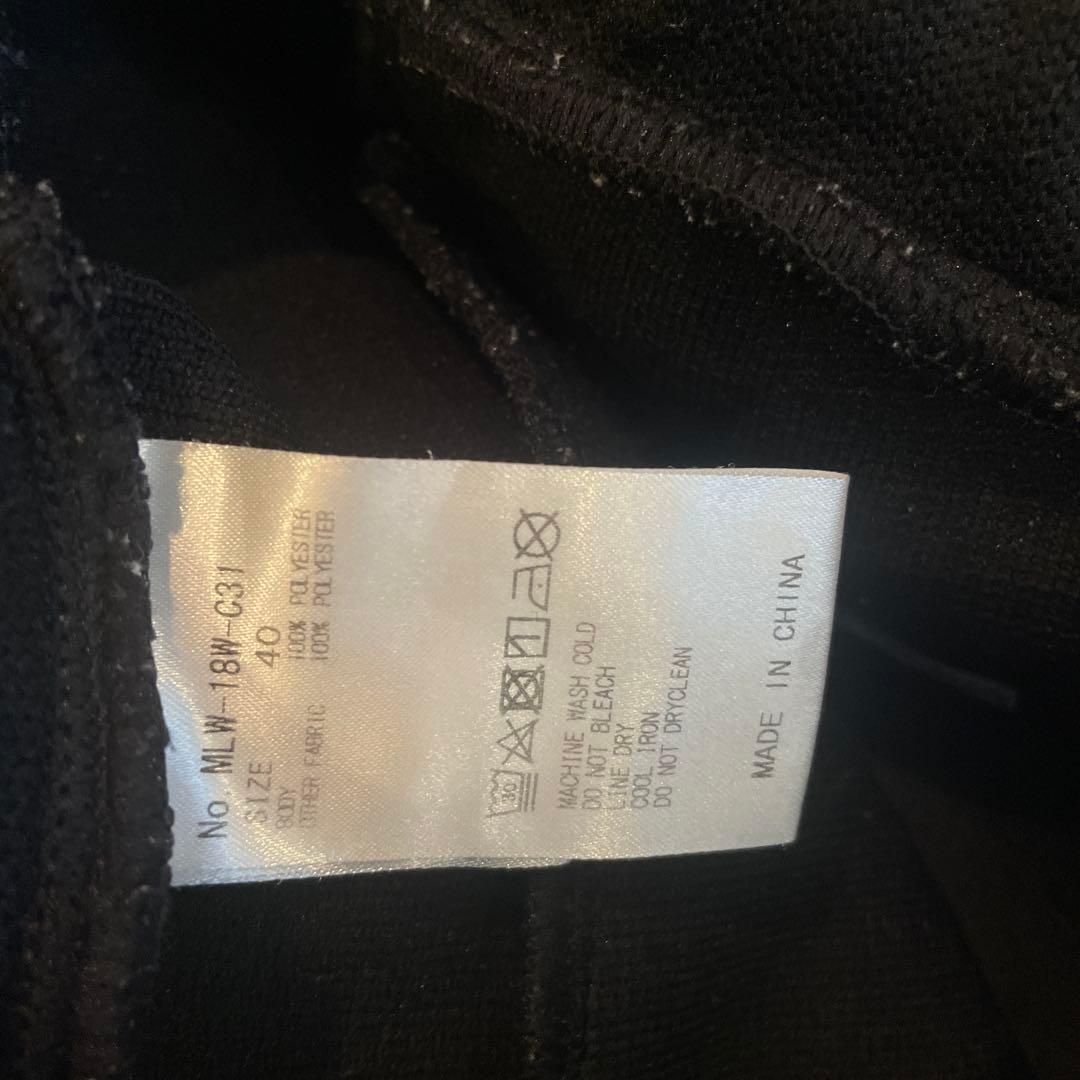 No MLW-18W-C31
SIZE 40
BODY 100% POLYESTER
OTHER FABRIC 100% POLYESTER
30
MACHINE WASH COLD
DO NOT BLEACH
LINE DRY
COOL IRON
DO NOT DRYCLEAN
MADE IN CHINA